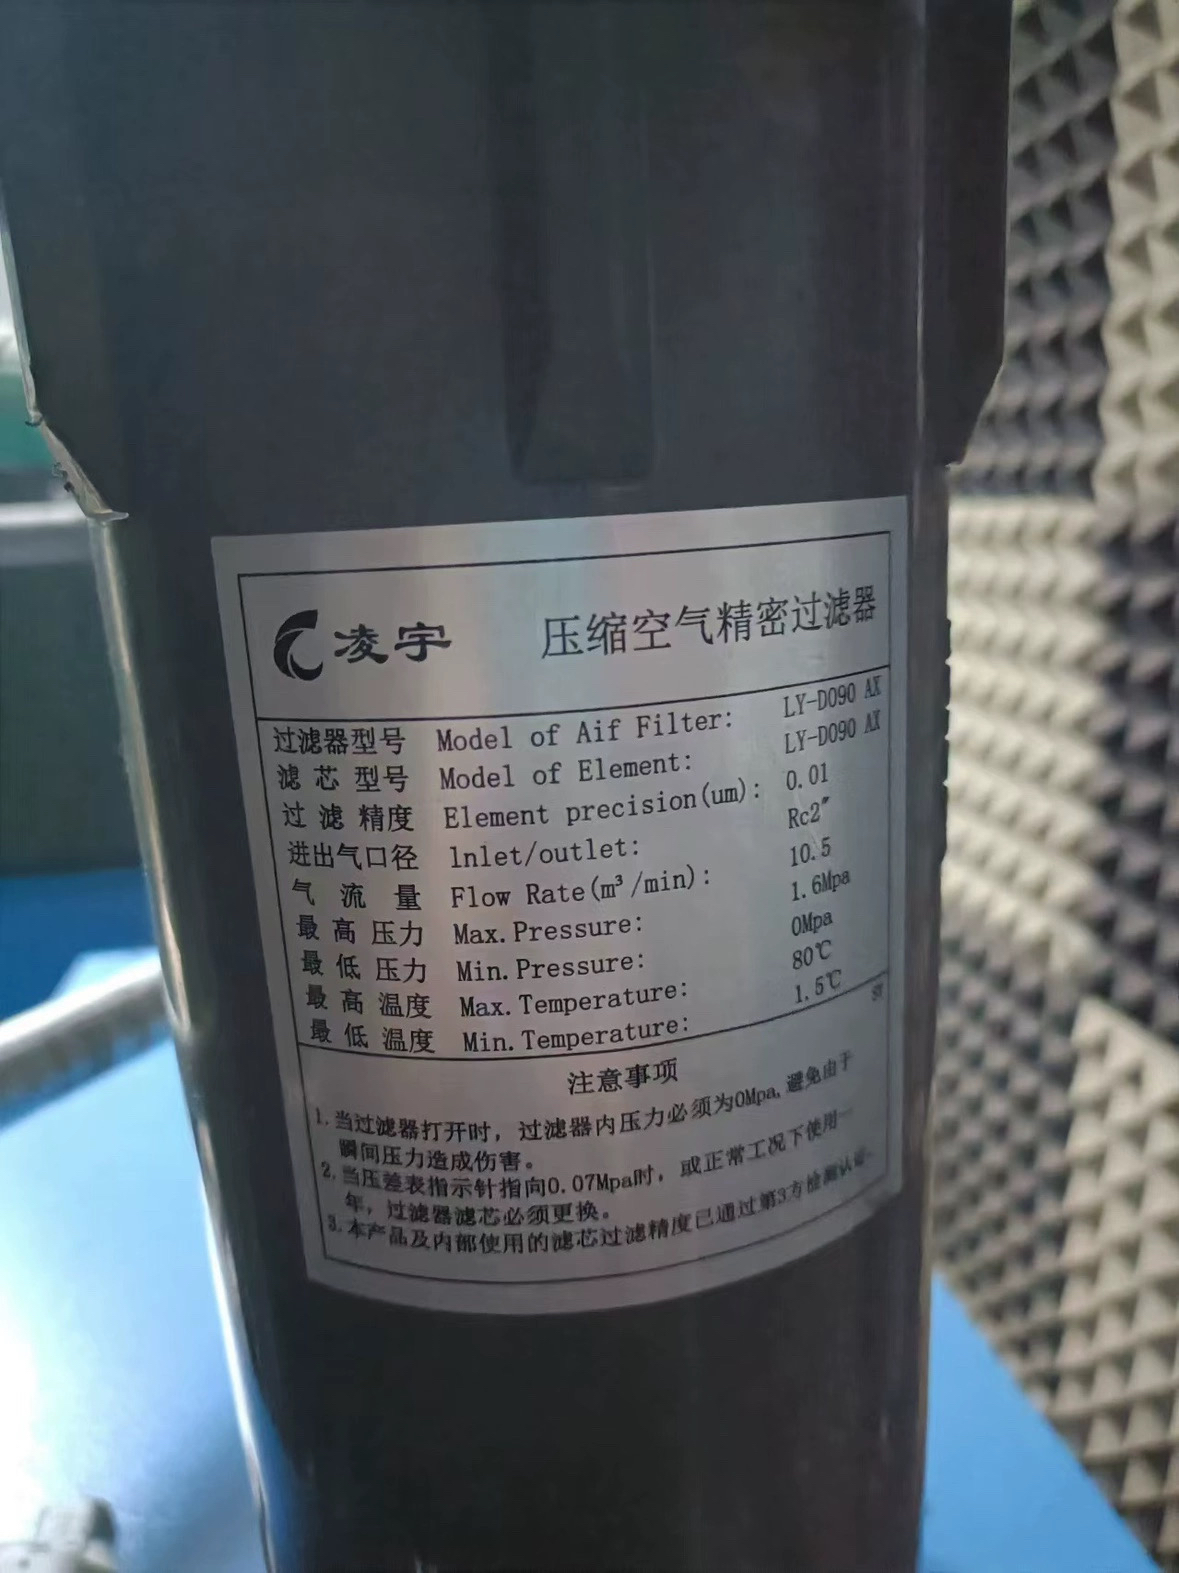 凌宇 压缩空气精密过滤器
过滤器型号 Model of Aif Filter: LY-D090 AX
滤芯型号 Model of Element: LY-D090 AX
过滤精度 Element precision(um): 0.01
进出气口径 lnlet/outlet: Rc2"
气流量 Flow Rate(m³/min): 10.5
最高压力 Max.Pressure: 1.6Mpa
最低压力 Min.Pressure: 0Mpa
最高温度 Max.Temperature: 80℃
最低温度 Min.Temperature: 1.5℃
注意事项
1.当过滤器打开时，过滤器内压力必须为0Mpa,避免由于
瞬间压力造成伤害。
2.当压差表指示针指向0.07Mpa时，或正常工况下使用一
年，过滤器滤芯必须更换。
3.本产品及内部使用的滤芯过滤精度已通过第3方检测认证.